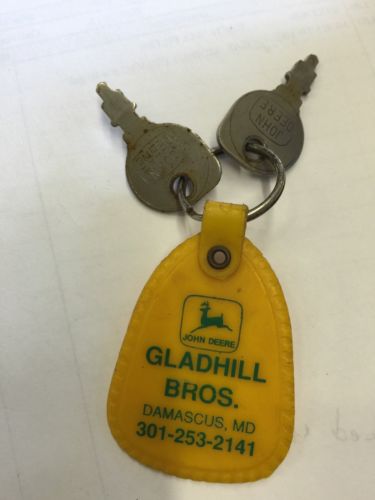 JOHN
DEERE
JOHN DEERE
GLADHILL
BROS.
DAMASCUS, MD
301-253-2141